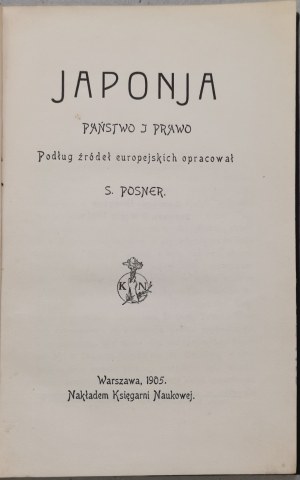 JAPONJA
PAŃSTWO I PRAWO
Podług źródeł europejskich opracował
S. POSNER.
K N
Warszawa, 1905.
Nakładem Księgarni Naukowej.